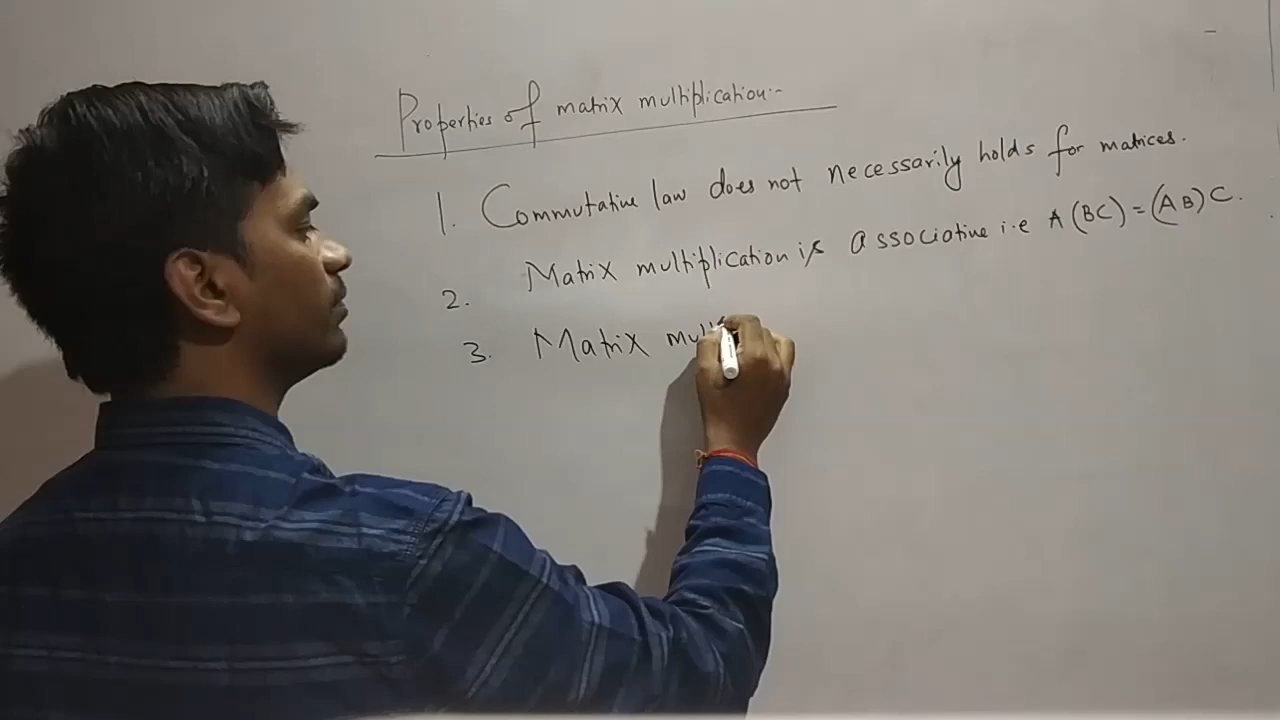 Properties of matrix multiplication:-
1. Commutative law does not necessarily holds for matrices.
2. Matrix multiplication is associative i.e A(BC)=(AB)C.
3. Matrix